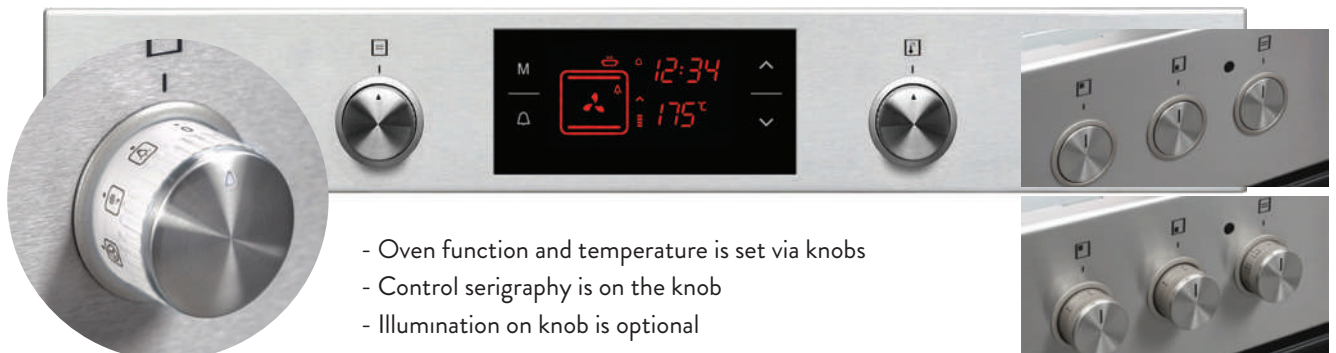 M
12:34
175°C
- Oven function and temperature is set via knobs
- Control serigraphy is on the knob
- Illumınation on knob is optional